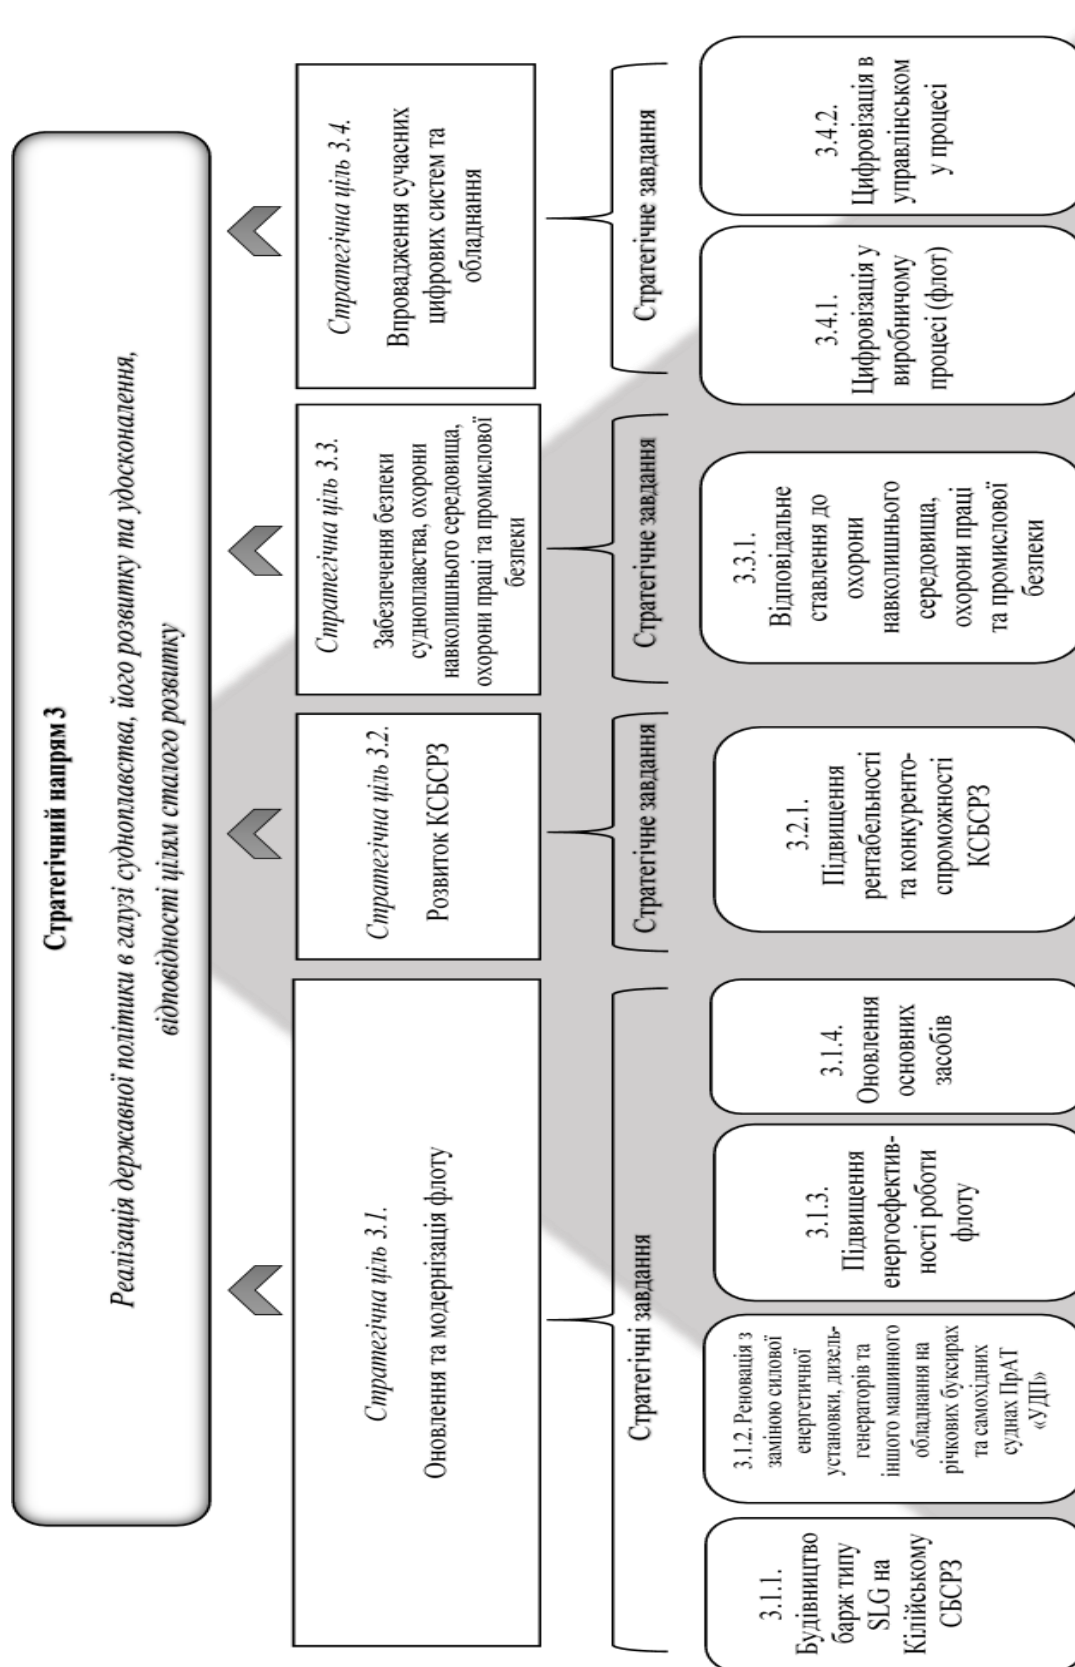 Стратегічний напрям 3
Реалізація державної політики в галузі судноплавства, його розвитку та удосконалення,
відповідності цілям сталого розвитку
Стратегічна ціль 3.1.
Оновлення та модернізація флоту
Стратегічна ціль 3.2.
Розвиток КСБСРЗ
Стратегічна ціль 3.3.
Забезпечення безпеки
судноплавства, охорони
навколишнього середовища,
охорони праці та промислової
безпеки
Стратегічна ціль 3.4.
Впровадження сучасних
цифрових систем та
обладнання
Стратегічні завдання
Стратегічне завдання
Стратегічне завдання
Стратегічне завдання
3.1.1.
Будівництво
барж типу
SLG на
Кілійському
СБСРЗ
3.1.2. Реновація з
заміною силової
енергетичної
установки, дизель-
генераторів та
іншого машинного
обладнання на
річкових буксирах
та самохідних
суднах ПрАТ
«УДП»
3.1.3.
Підвищення
енергоефектив-
ності роботи
флоту
3.1.4.
Оновлення
основних
засобів
3.2.1.
Підвищення
рентабельності
та конкуренто-
спроможності
КСБСРЗ
3.3.1.
Відповідальне
ставлення до
охорони
навколишнього
середовища,
охорони праці
та промислової
безпеки
3.4.1.
Цифровізація у
виробничому
процесі (флот)
3.4.2.
Цифровізація в
управлінськом
у процесі